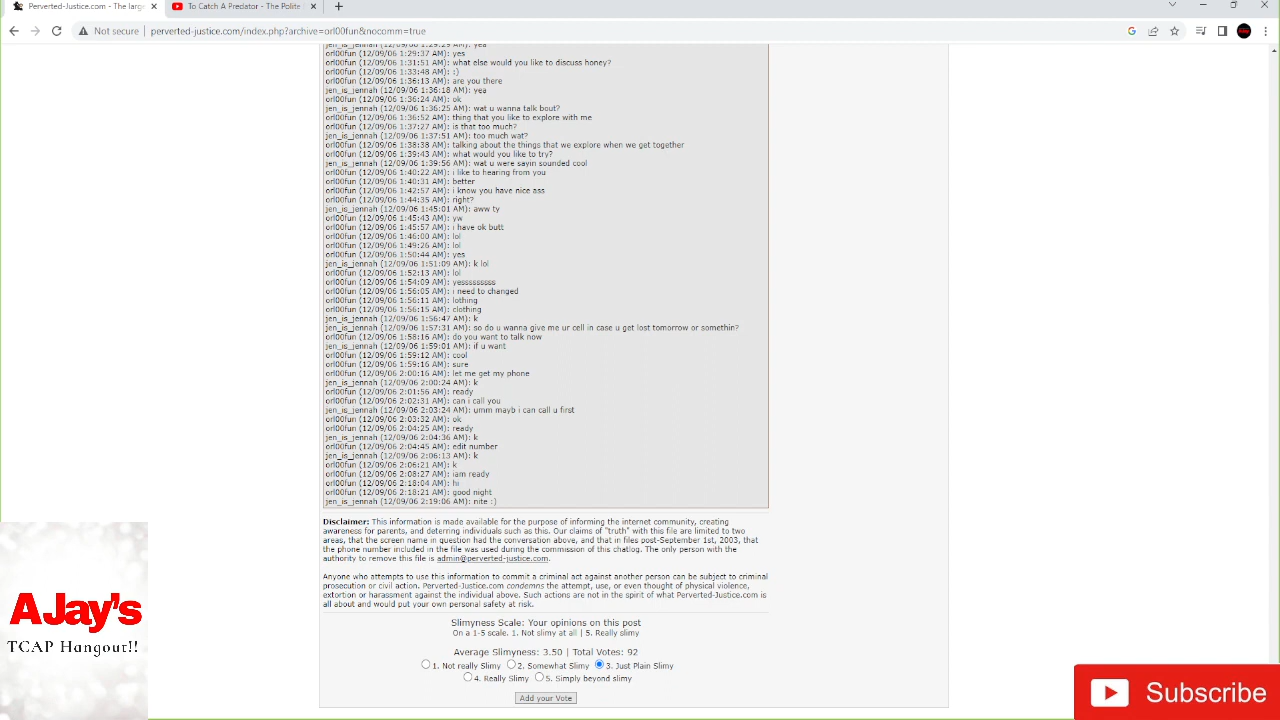 Perverted-Justice.com - The large
To Catch A Predator - The Polite
Not secure
perverted-justice.com/index.php?archive=orl00fun&nocomm=true
jen_is_jennah (12/09/06 1:29:29 AM): yea
orl00fun (12/09/06 1:29:37 AM): yes
orl00fun (12/09/06 1:31:51 AM): what else would you like to discuss honey?
orl00fun (12/09/06 1:33:48 AM): :)
orl00fun (12/09/06 1:36:13 AM): are you there
jen_is_jennah (12/09/06 1:36:18 AM): yea
orl00fun (12/09/06 1:36:24 AM): ok
jen_is_jennah (12/09/06 1:36:25 AM): wat u wanna talk bout?
orl00fun (12/09/06 1:36:52 AM): thing that you like to explore with me
orl00fun (12/09/06 1:37:27 AM): is that too much?
jen_is_jennah (12/09/06 1:37:51 AM): too much wat?
orl00fun (12/09/06 1:38:38 AM): talking about the things that we explore when we get together
orl00fun (12/09/06 1:39:43 AM): what would you like to try?
jen_is_jennah (12/09/06 1:39:56 AM): wat u were sayin sounded cool
orl00fun (12/09/06 1:40:22 AM): i like to hearing from you
orl00fun (12/09/06 1:40:31 AM): better
orl00fun (12/09/06 1:42:57 AM): i know you have nice ass
orl00fun (12/09/06 1:44:35 AM): right?
jen_is_jennah (12/09/06 1:45:01 AM): aww ty
orl00fun (12/09/06 1:45:43 AM): yw
orl00fun (12/09/06 1:45:57 AM): i have ok butt
orl00fun (12/09/06 1:46:00 AM): lol
orl00fun (12/09/06 1:49:26 AM): lol
orl00fun (12/09/06 1:50:44 AM): yes
jen_is_jennah (12/09/06 1:51:09 AM): k lol
orl00fun (12/09/06 1:52:13 AM): lol
orl00fun (12/09/06 1:54:09 AM): yesssssssss
orl00fun (12/09/06 1:56:05 AM): i need to changed
orl00fun (12/09/06 1:56:11 AM): lothing
orl00fun (12/09/06 1:56:15 AM): clothing
jen_is_jennah (12/09/06 1:56:47 AM): k
jen_is_jennah (12/09/06 1:57:31 AM): so do u wanna give me ur cell in case u get lost tomorrow or somethin?
orl00fun (12/09/06 1:58:16 AM): do you want to talk now
jen_is_jennah (12/09/06 1:59:01 AM): if u want
orl00fun (12/09/06 1:59:12 AM): cool
orl00fun (12/09/06 1:59:16 AM): sure
orl00fun (12/09/06 2:00:16 AM): let me get my phone
jen_is_jennah (12/09/06 2:00:24 AM): k
orl00fun (12/09/06 2:01:56 AM): ready
orl00fun (12/09/06 2:02:31 AM): can i call you
jen_is_jennah (12/09/06 2:03:24 AM): umm mayb i can call u first
orl00fun (12/09/06 2:03:32 AM): ok
orl00fun (12/09/06 2:04:25 AM): ready
jen_is_jennah (12/09/06 2:04:36 AM): k
orl00fun (12/09/06 2:04:45 AM): edit number
jen_is_jennah (12/09/06 2:06:13 AM): k
orl00fun (12/09/06 2:06:21 AM): k
orl00fun (12/09/06 2:08:27 AM): iam ready
orl00fun (12/09/06 2:18:04 AM): hi
orl00fun (12/09/06 2:18:21 AM): good night
jen_is_jennah (12/09/06 2:19:06 AM): nite :)
Disclaimer: This information is made available for the purpose of informing the internet community, creating
awareness for parents, and deterring individuals such as this. Our claims of "truth" with this file are limited to two
areas, that the screen name in question had the conversation above, and that in files post-September 1st, 2003, that
the phone number included in the file was used during the commission of this chatlog. The only person with the
authority to remove this file is admin@perverted-justice.com.
Anyone who attempts to use this information to commit a criminal act against another person can be subject to criminal
prosecution or civil action. Perverted-Justice.com condemns the attempt, use, or even thought of physical violence,
extortion or harassment against the individual above. Such actions are not in the spirit of what Perverted-Justice.com is
all about and would put your own personal safety at risk.
Slimyness Scale: Your opinions on this post
On a 1-5 scale. 1. Not slimy at all | 5. Really slimy
Average Slimyness: 3.50 | Total Votes: 92
1. Not really Slimy 2. Somewhat Slimy 3. Just Plain Slimy
4. Really Slimy 5. Simply beyond slimy
Add your Vote
AJay's
TCAP Hangout!!
Subscribe